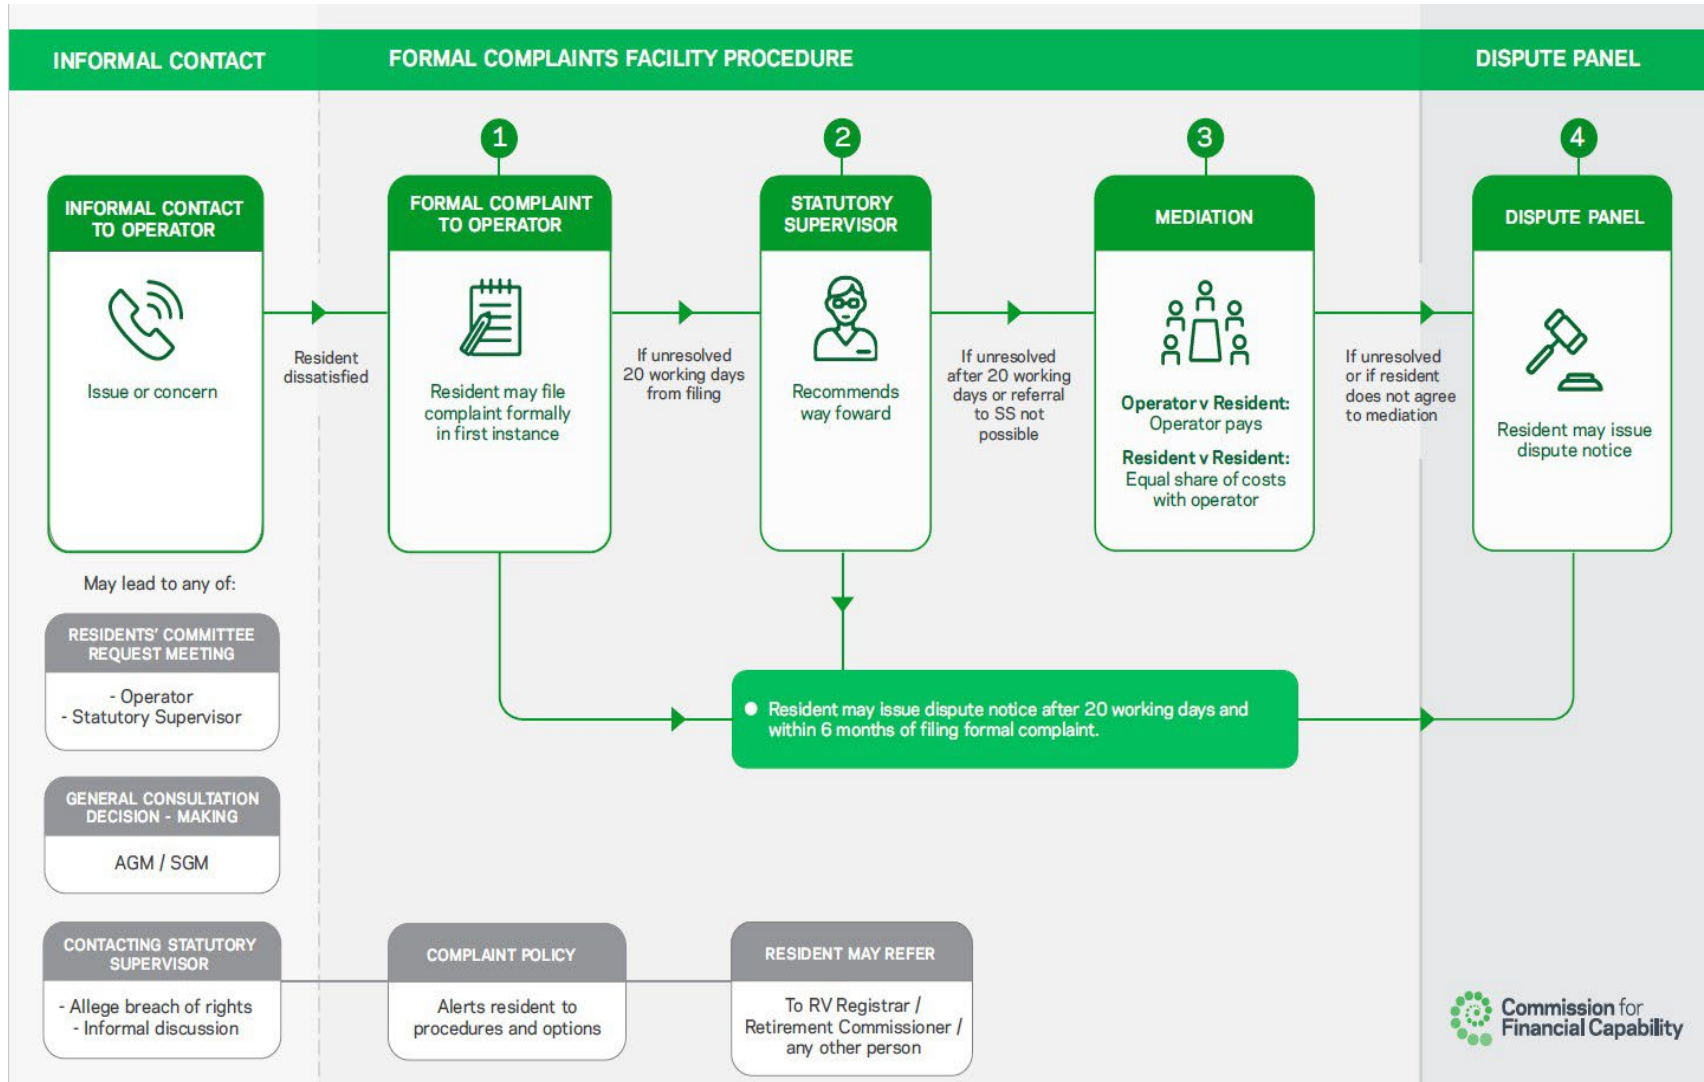 INFORMAL CONTACT
FORMAL COMPLAINTS FACILITY PROCEDURE
DISPUTE PANEL
INFORMAL CONTACT
TO OPERATOR
Issue or concern
Resident
dissatisfied
1
FORMAL COMPLAINT
TO OPERATOR
Resident may file
complaint formally
in first instance
If unresolved
20 working days
from filing
2
STATUTORY
SUPERVISOR
Recommends
way foward
If unresolved
after 20 working
days or referral
to SS not
possible
3
MEDIATION
Operator v Resident:
Operator pays
Resident v Resident:
Equal share of costs
with operator
If unresolved
or if resident
does not agree
to mediation
4
DISPUTE PANEL
Resident may issue
dispute notice
Resident may issue dispute notice after 20 working days and
within 6 months of filing formal complaint.
May lead to any of:
RESIDENTS' COMMITTEE
REQUEST MEETING
- Operator
- Statutory Supervisor
GENERAL CONSULTATION
DECISION - MAKING
AGM / SGM
CONTACTING STATUTORY
SUPERVISOR
- Allege breach of rights
- Informal discussion
COMPLAINT POLICY
Alerts resident to
procedures and options
RESIDENT MAY REFER
To RV Registrar /
Retirement Commissioner /
any other person
Commission for
Financial Capability